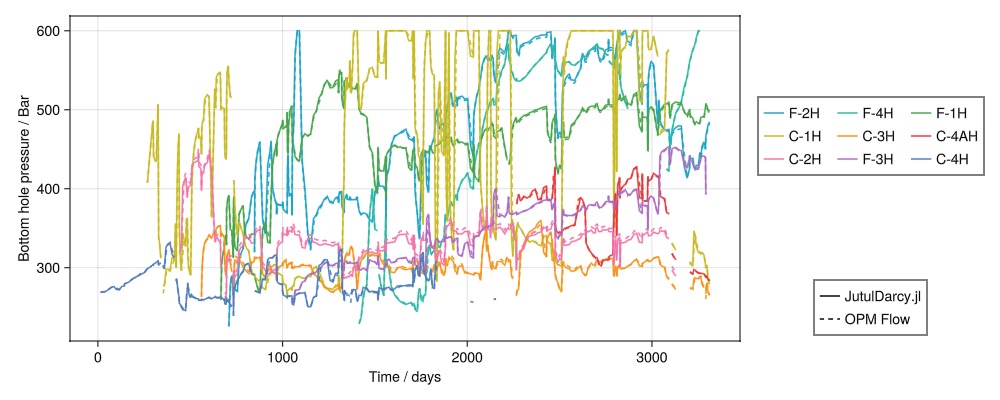 600
500
400
300
Bottom hole pressure / Bar
0 1000 2000 3000
Time / days
F-2H F-4H F-1H
C-1H C-3H C-4AH
C-2H F-3H C-4H
JutulDarcy.jl
OPM Flow